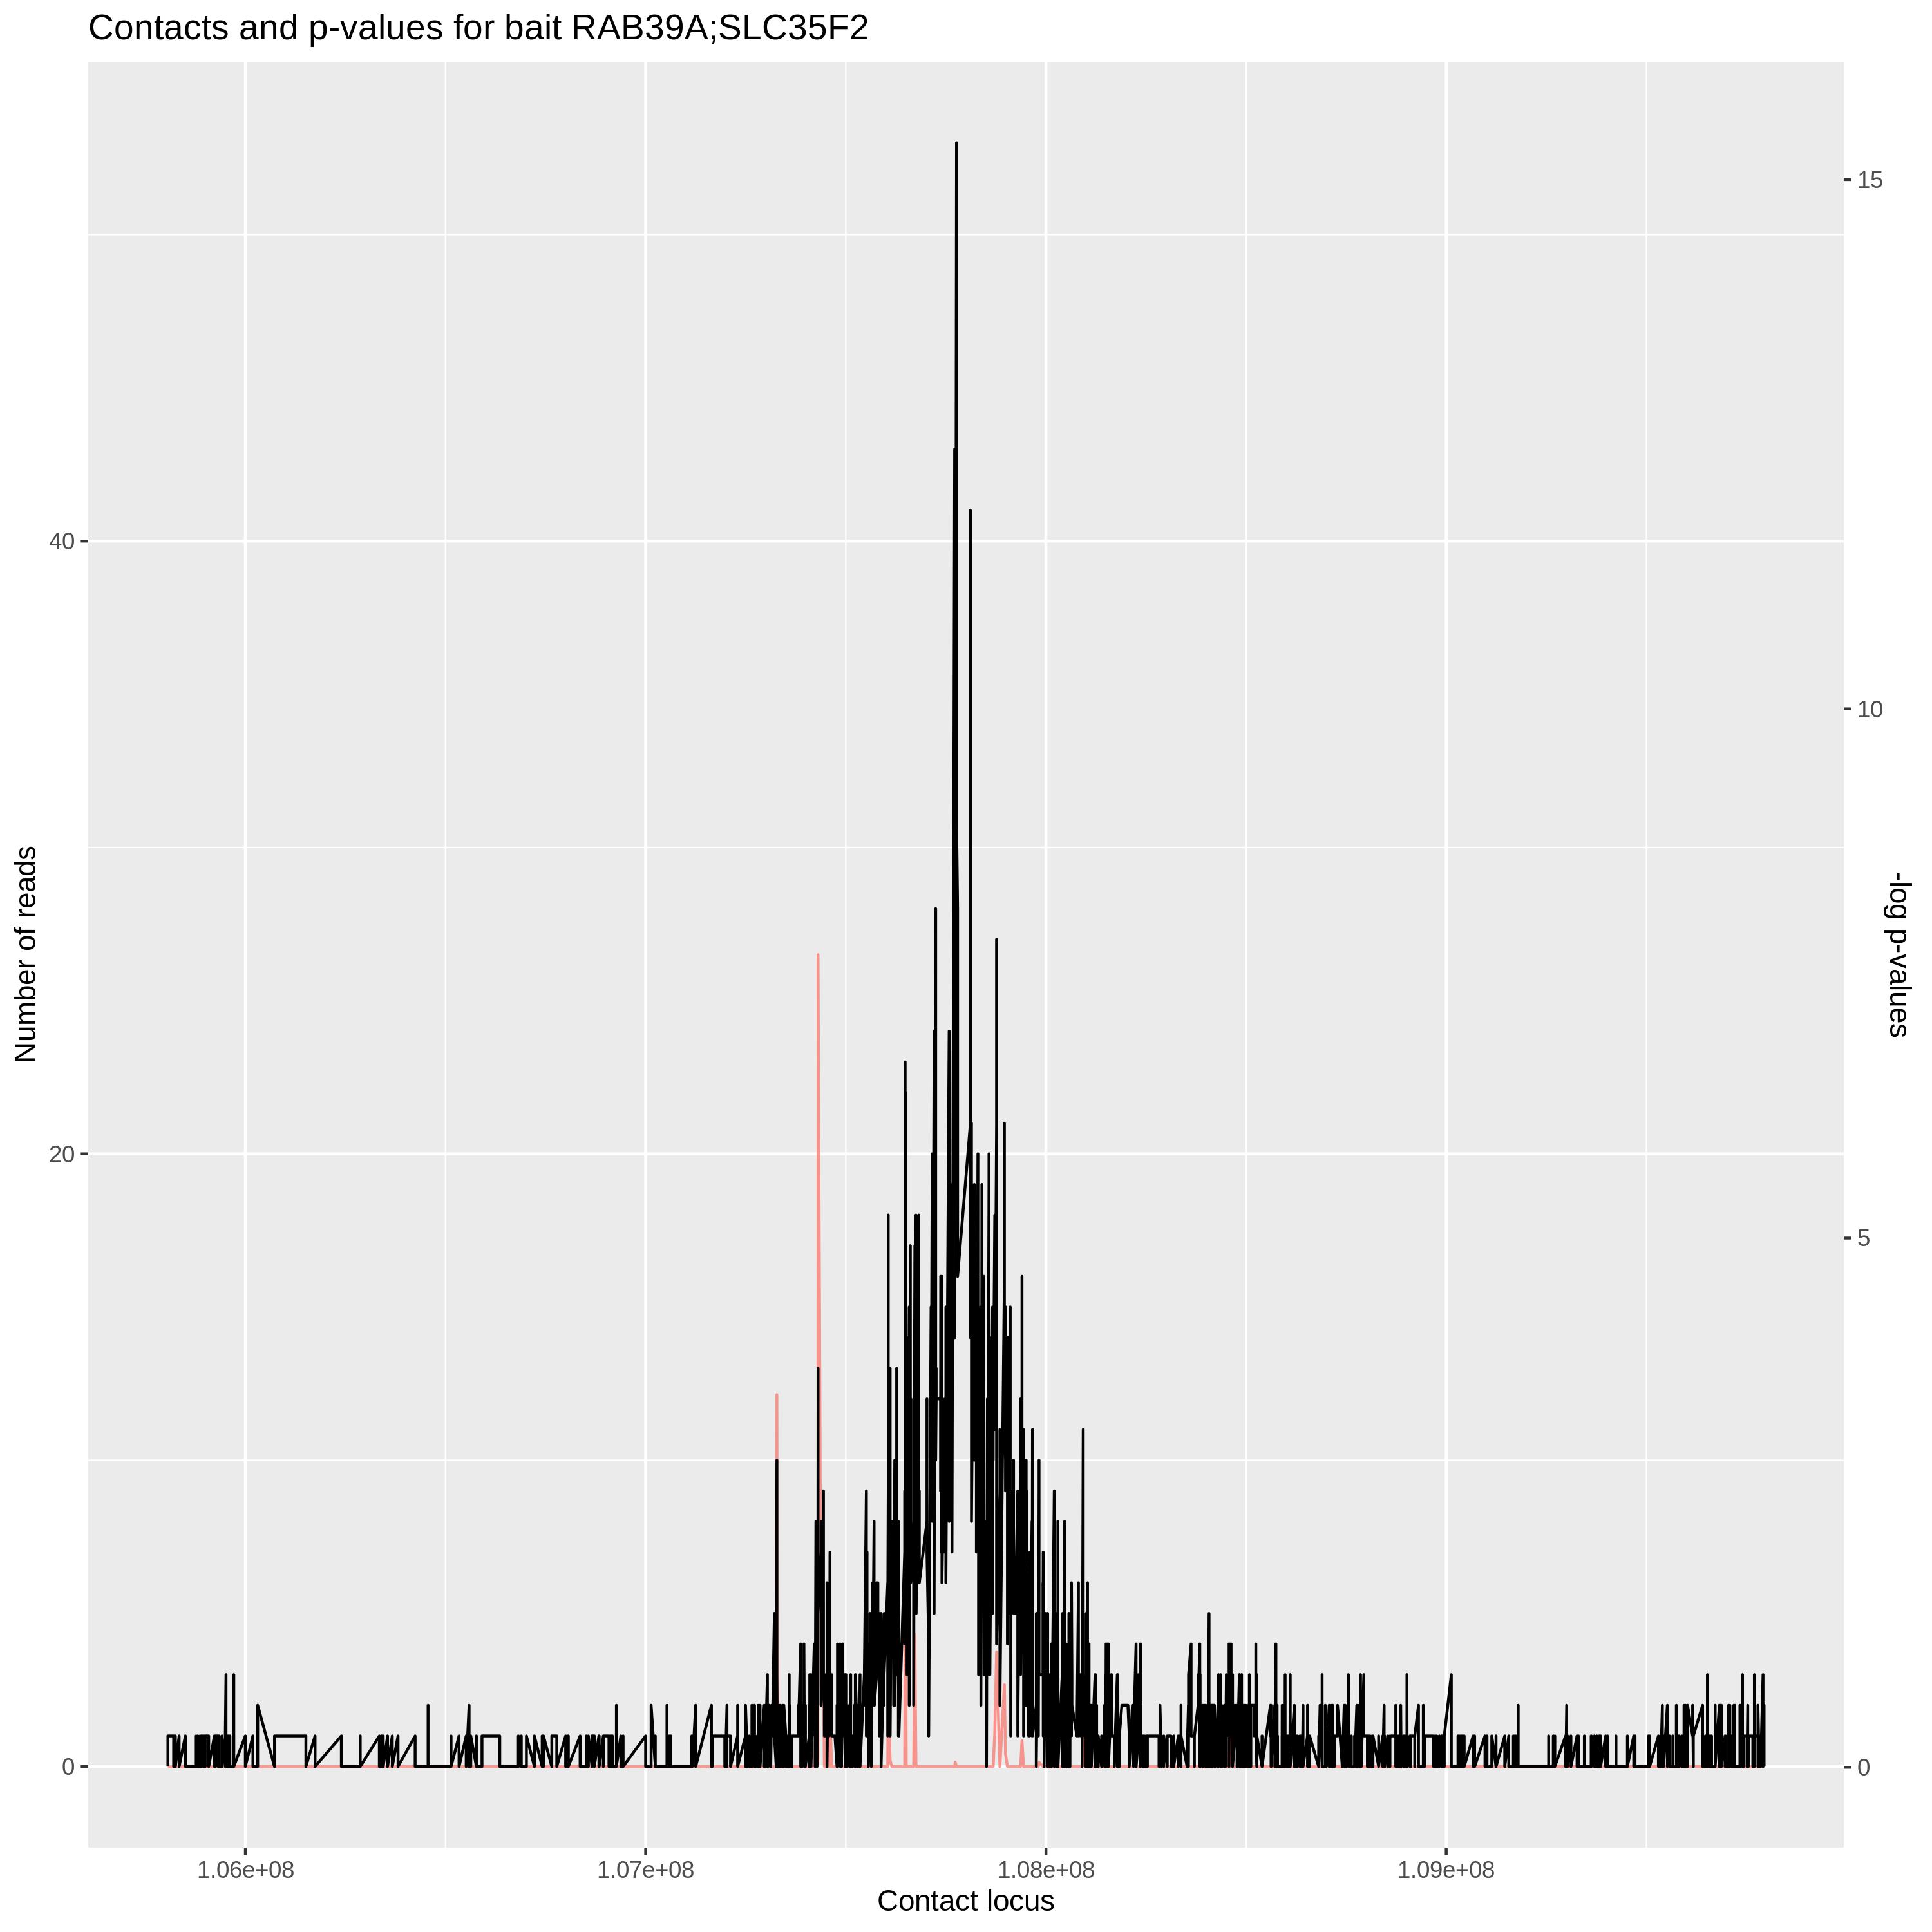 Contacts and p-values for bait RAB39A;SLC35F2
15
40
10
Number of reads
-log p-values
20
5
0
0
1.06e+08
1.07e+08
1.08e+08
1.09e+08
Contact locus